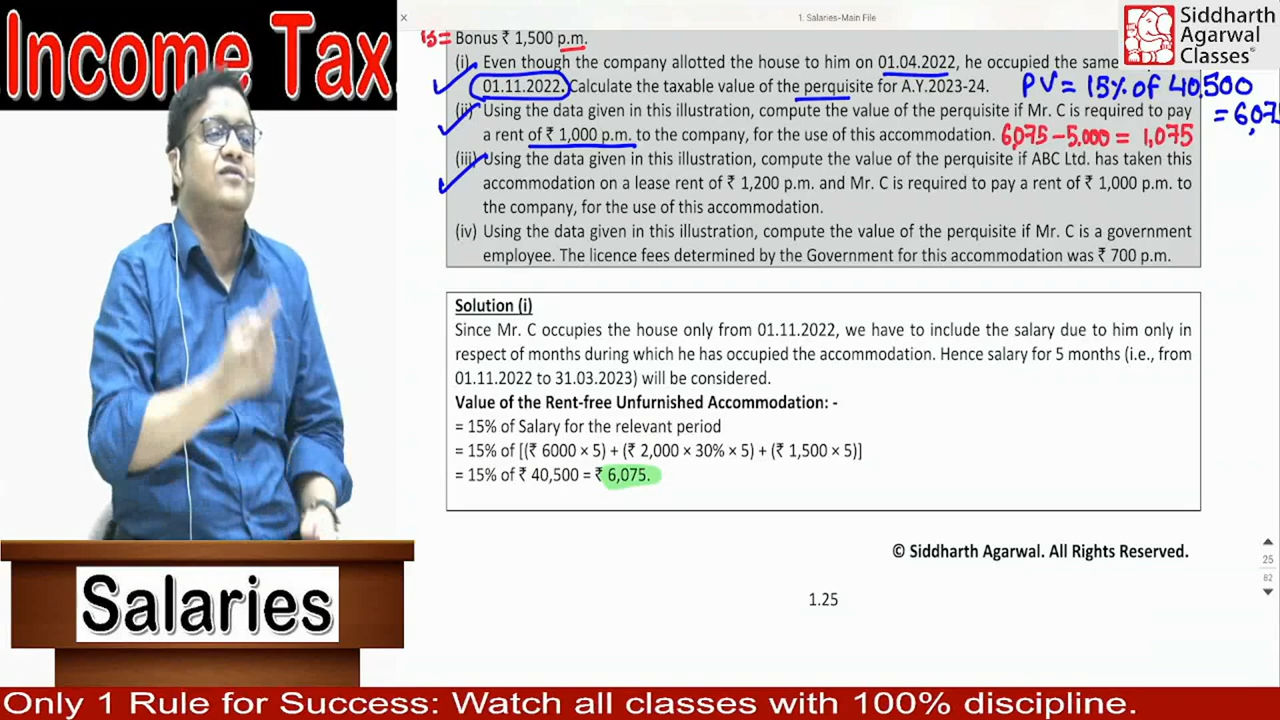 Income Tax
1. Salaries-Main File
Siddharth
Agarwal
Classes
15= Bonus ₹ 1,500 p.m.
(i) Even though the company allotted the house to him on 01.04.2022, he occupied the same
01.11.2022. Calculate the taxable value of the perquisite for A.Y.2023-24. PV = 15% of 40,500
(ii) Using the data given in this illustration, compute the value of the perquisite if Mr. C is required to pay
a rent of ₹ 1,000 p.m. to the company, for the use of this accommodation. 6,075 – 5,000 = 1,075
(iii) Using the data given in this illustration, compute the value of the perquisite if ABC Ltd. has taken this
accommodation on a lease rent of ₹ 1,200 p.m. and Mr. C is required to pay a rent of ₹ 1,000 p.m. to
the company, for the use of this accommodation.
(iv) Using the data given in this illustration, compute the value of the perquisite if Mr. C is a government
employee. The licence fees determined by the Government for this accommodation was ₹ 700 p.m.
Solution (i)
Since Mr. C occupies the house only from 01.11.2022, we have to include the salary due to him only in
respect of months during which he has occupied the accommodation. Hence salary for 5 months (i.e., from
01.11.2022 to 31.03.2023) will be considered.
Value of the Rent-free Unfurnished Accommodation: -
= 15% of Salary for the relevant period
= 15% of [(₹ 6000 × 5) + (₹ 2,000 × 30% × 5) + (₹ 1,500 × 5)]
= 15% of ₹ 40,500 = ₹ 6,075.
© Siddharth Agarwal. All Rights Reserved.
25
82
1.25
Salaries
Only 1 Rule for Success: Watch all classes with 100% discipline.